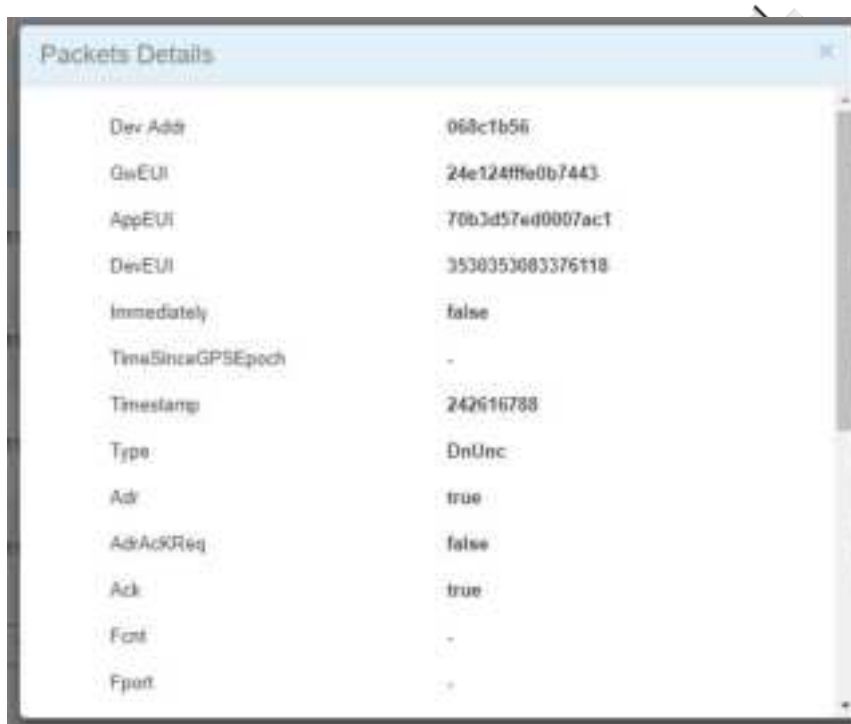 Packets Details
Dev Addr 068c1b56
GwEUI 24e124fffe0b7443
AppEUI 70b3d57ed0007ac1
DevEUI 3530353083376118
Immediately false
TimeSinceGPSEpoch -
Timestamp 242616788
Type DnUnc
Adr true
AdrAcKReq false
Ack true
Fcnt -
Fport -